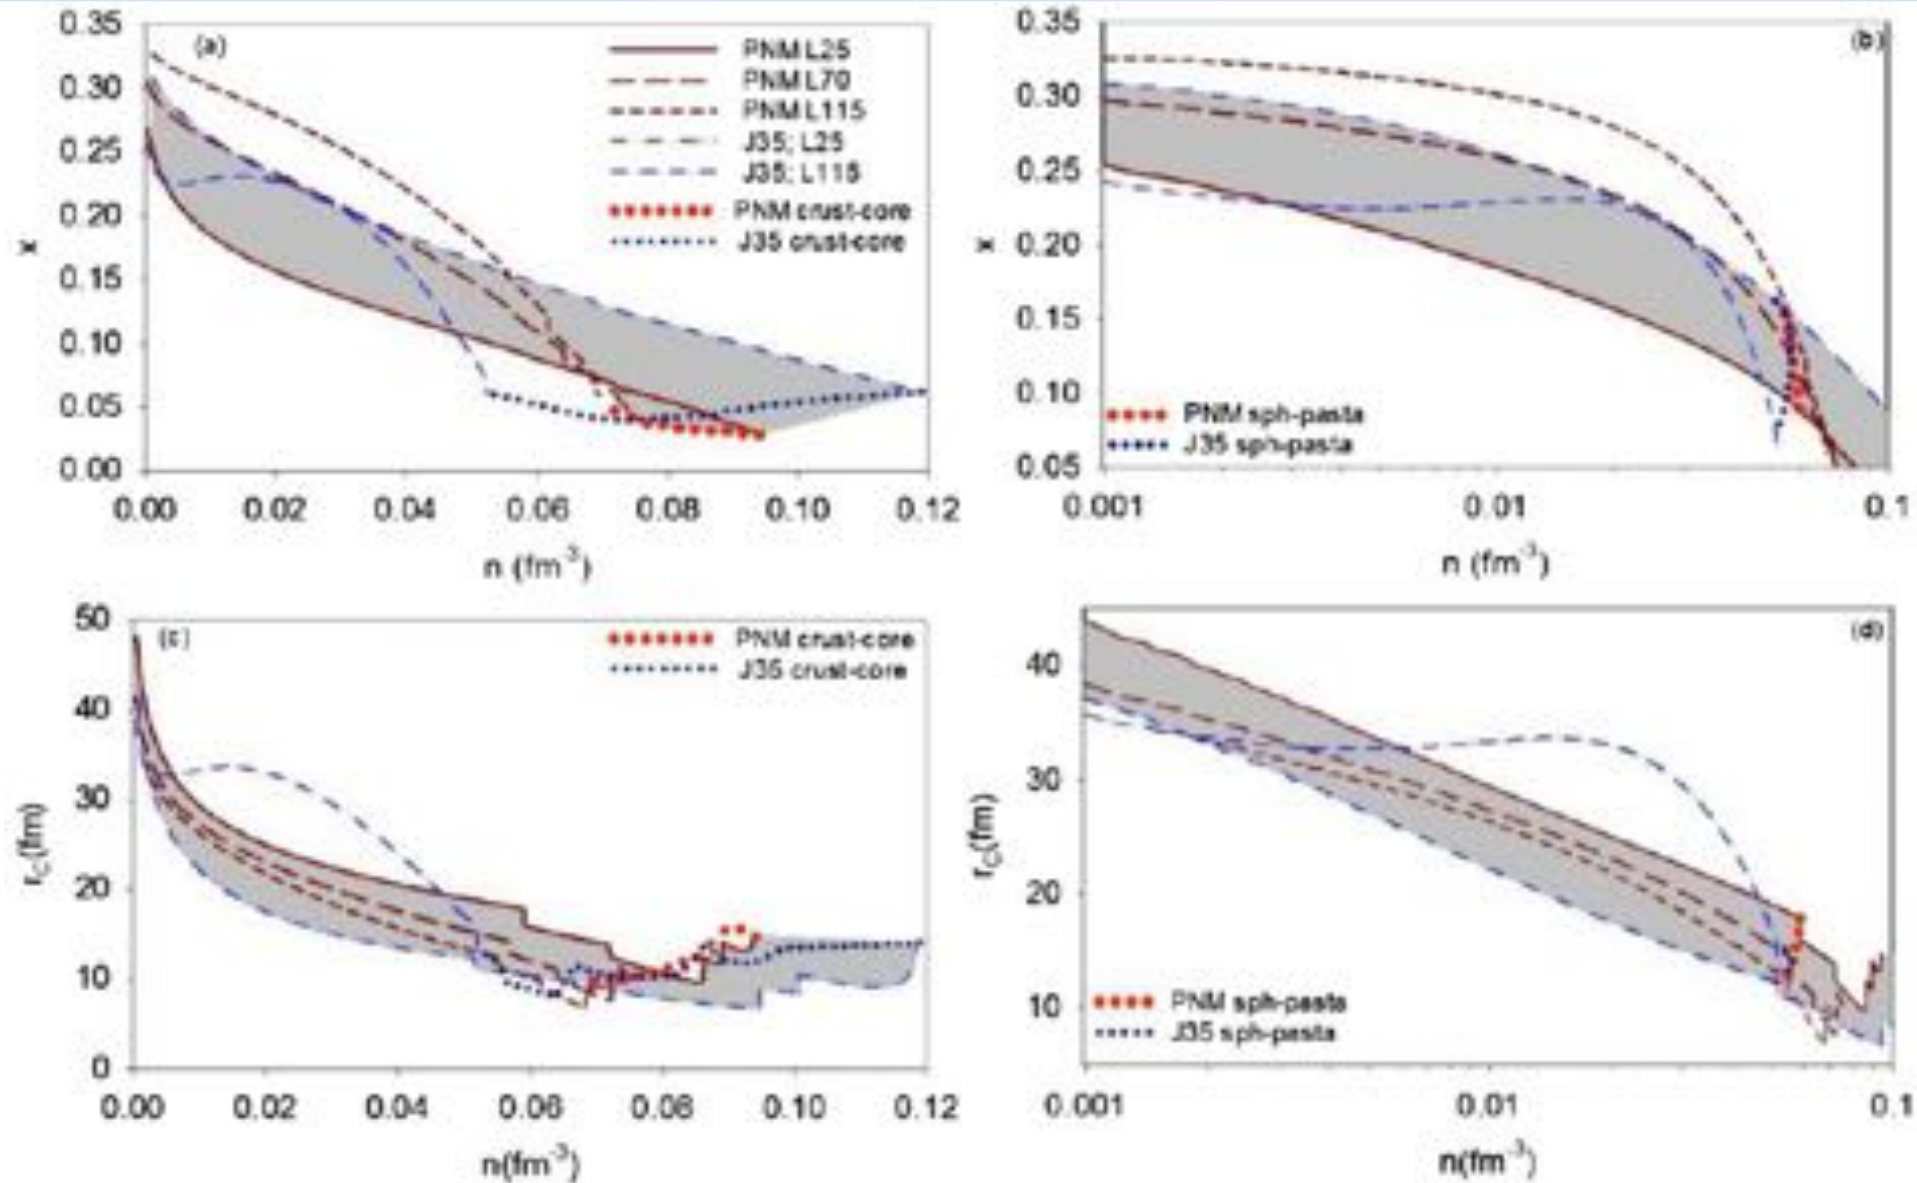 (a)
0.35
0.30
0.25
0.20
0.15
0.10
0.05
0.00
x
PNM L25
PNM L70
PNM L115
J35; L25
J35; L115
PNM crust-core
J35 crust-core
0.00 0.02 0.04 0.06 0.08 0.10 0.12
n (fm-3)
(b)
0.35
0.30
0.25
0.20
0.15
0.10
0.05
x
PNM sph-pasta
J35 sph-pasta
0.001 0.01 0.1
n (fm-3)
(c)
50
40
30
20
10
0
rC(fm)
PNM crust-core
J35 crust-core
0.00 0.02 0.04 0.06 0.08 0.10 0.12
n(fm-3)
(d)
40
30
20
10
rC(fm)
PNM sph-pasta
J35 sph-pasta
0.001 0.01 0.1
n(fm-3)